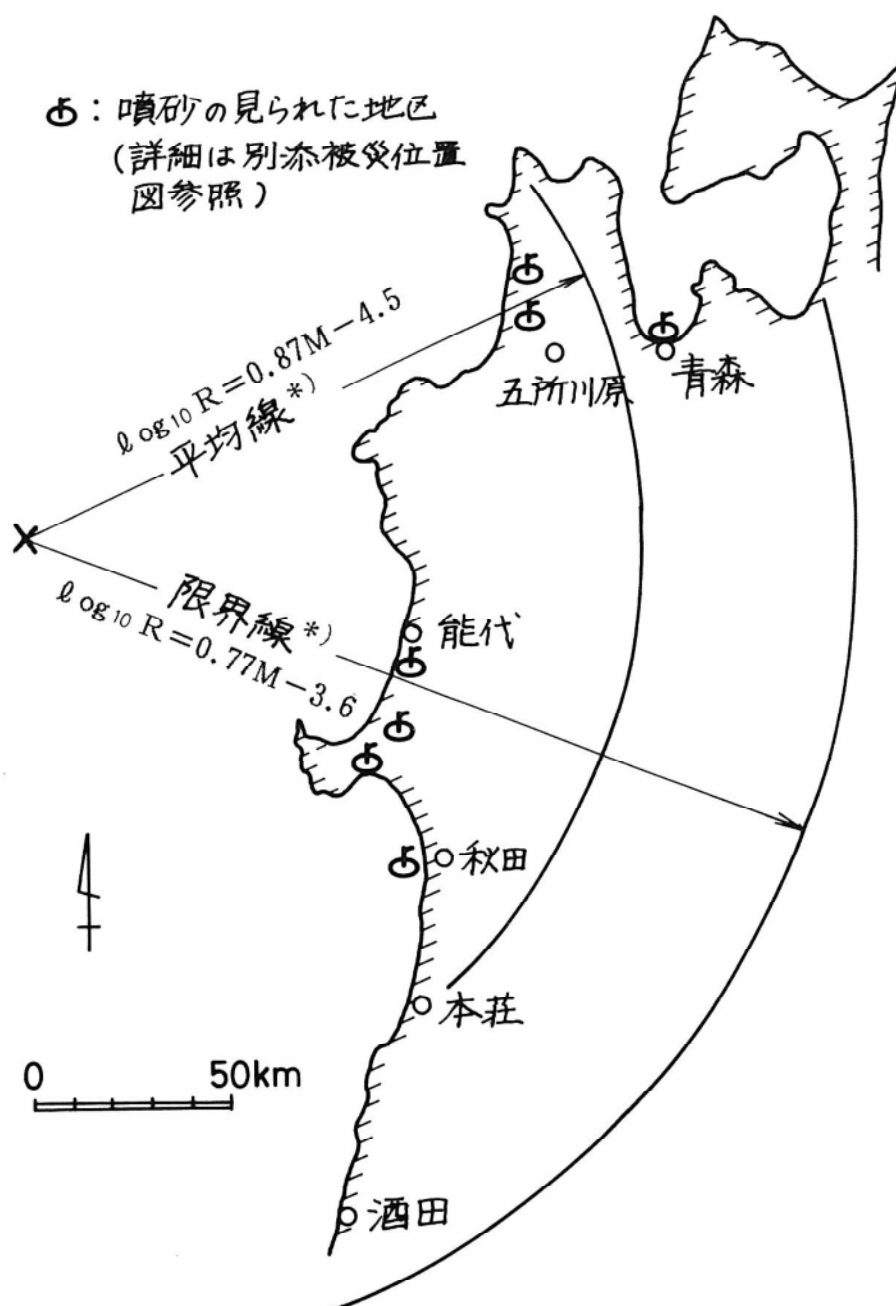 ：噴砂の見られた地区
(詳細は別添被災位置
図参照)
ℓog₁₀ R＝0.87M－4.5
平均線*)
五所川原
青森
限界線*)
ℓog₁₀ R＝0.77M－3.6
能代
秋田
本荘
0 50km
酒田